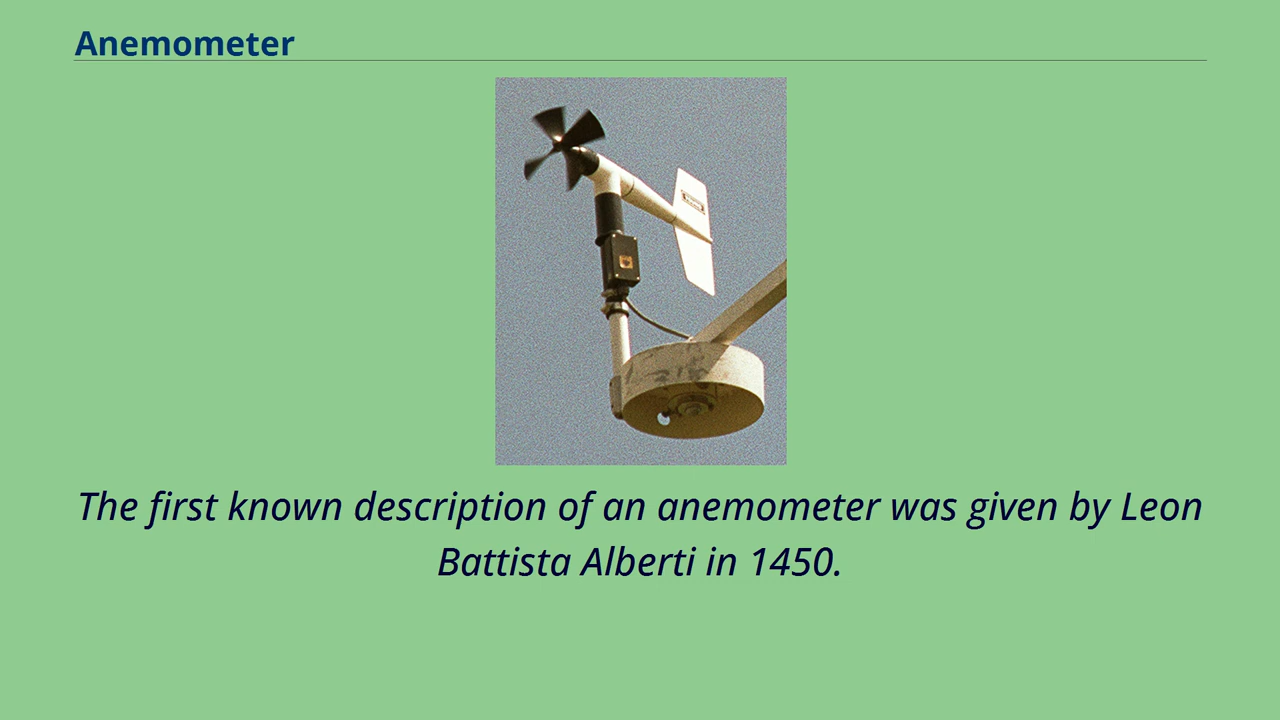 Anemometer
The first known description of an anemometer was given by Leon
Battista Alberti in 1450.